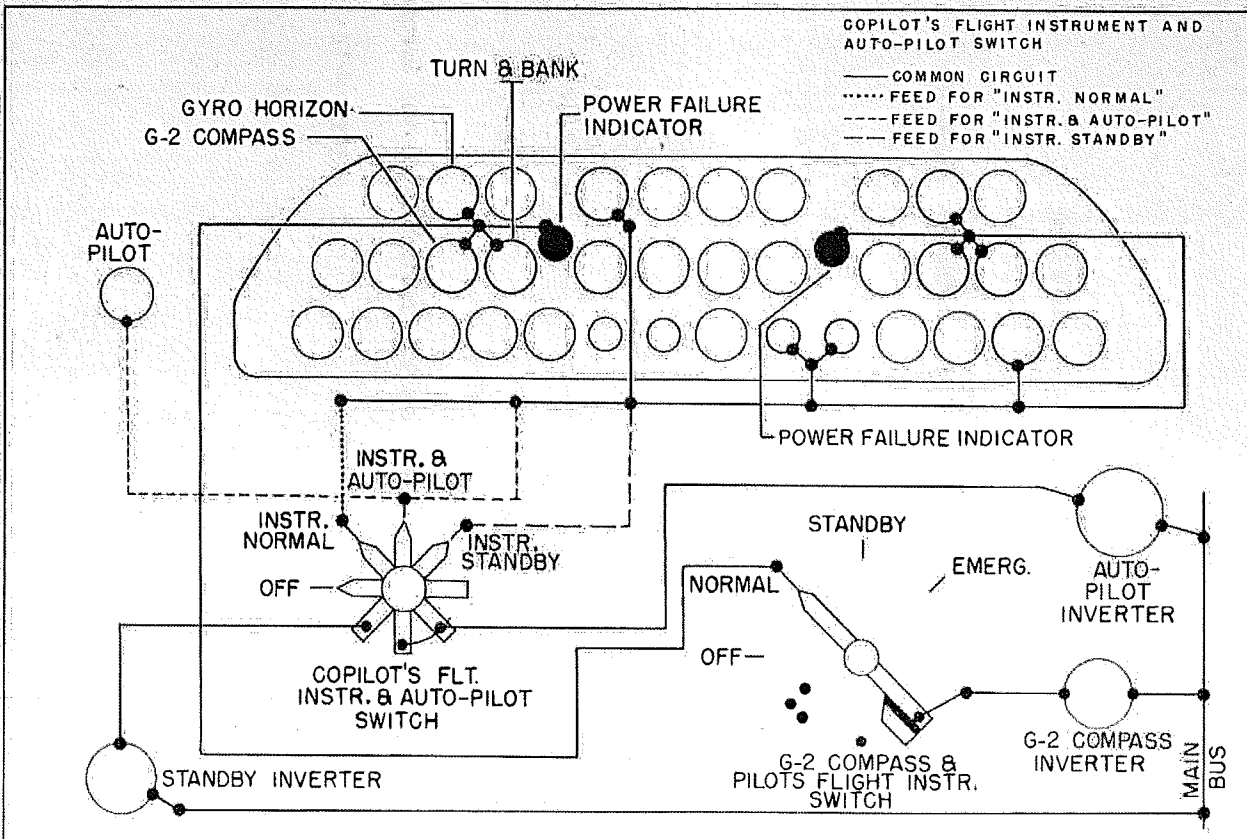 COPILOT'S FLIGHT INSTRUMENT AND
AUTO-PILOT SWITCH
COMMON CIRCUIT
FEED FOR "INSTR. NORMAL"
FEED FOR "INSTR. & AUTO-PILOT"
FEED FOR "INSTR. STANDBY"
TURN & BANK
GYRO HORIZON
G-2 COMPASS
POWER FAILURE
INDICATOR
AUTO-
PILOT
POWER FAILURE INDICATOR
INSTR. &
AUTO-PILOT
INSTR.
NORMAL
INSTR.
STANDBY
OFF
COPILOT'S FLT.
INSTR. & AUTO-PILOT
SWITCH
STANDBY
NORMAL
EMERG.
OFF
AUTO-
PILOT
INVERTER
G-2 COMPASS &
PILOTS FLIGHT INSTR.
SWITCH
G-2 COMPASS
INVERTER
MAIN
BUS
STANDBY INVERTER